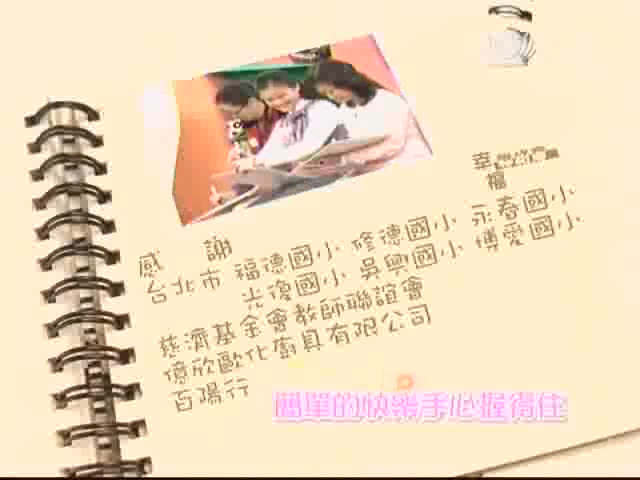 感 謝
台北市 福德國小 修德國小 永春國小
光復國小 吳興國小 博愛國小
慈濟基金會教師聯誼會
億欣歐化廚具有限公司
百陽行
幸
福
簡單的快樂手心握得住